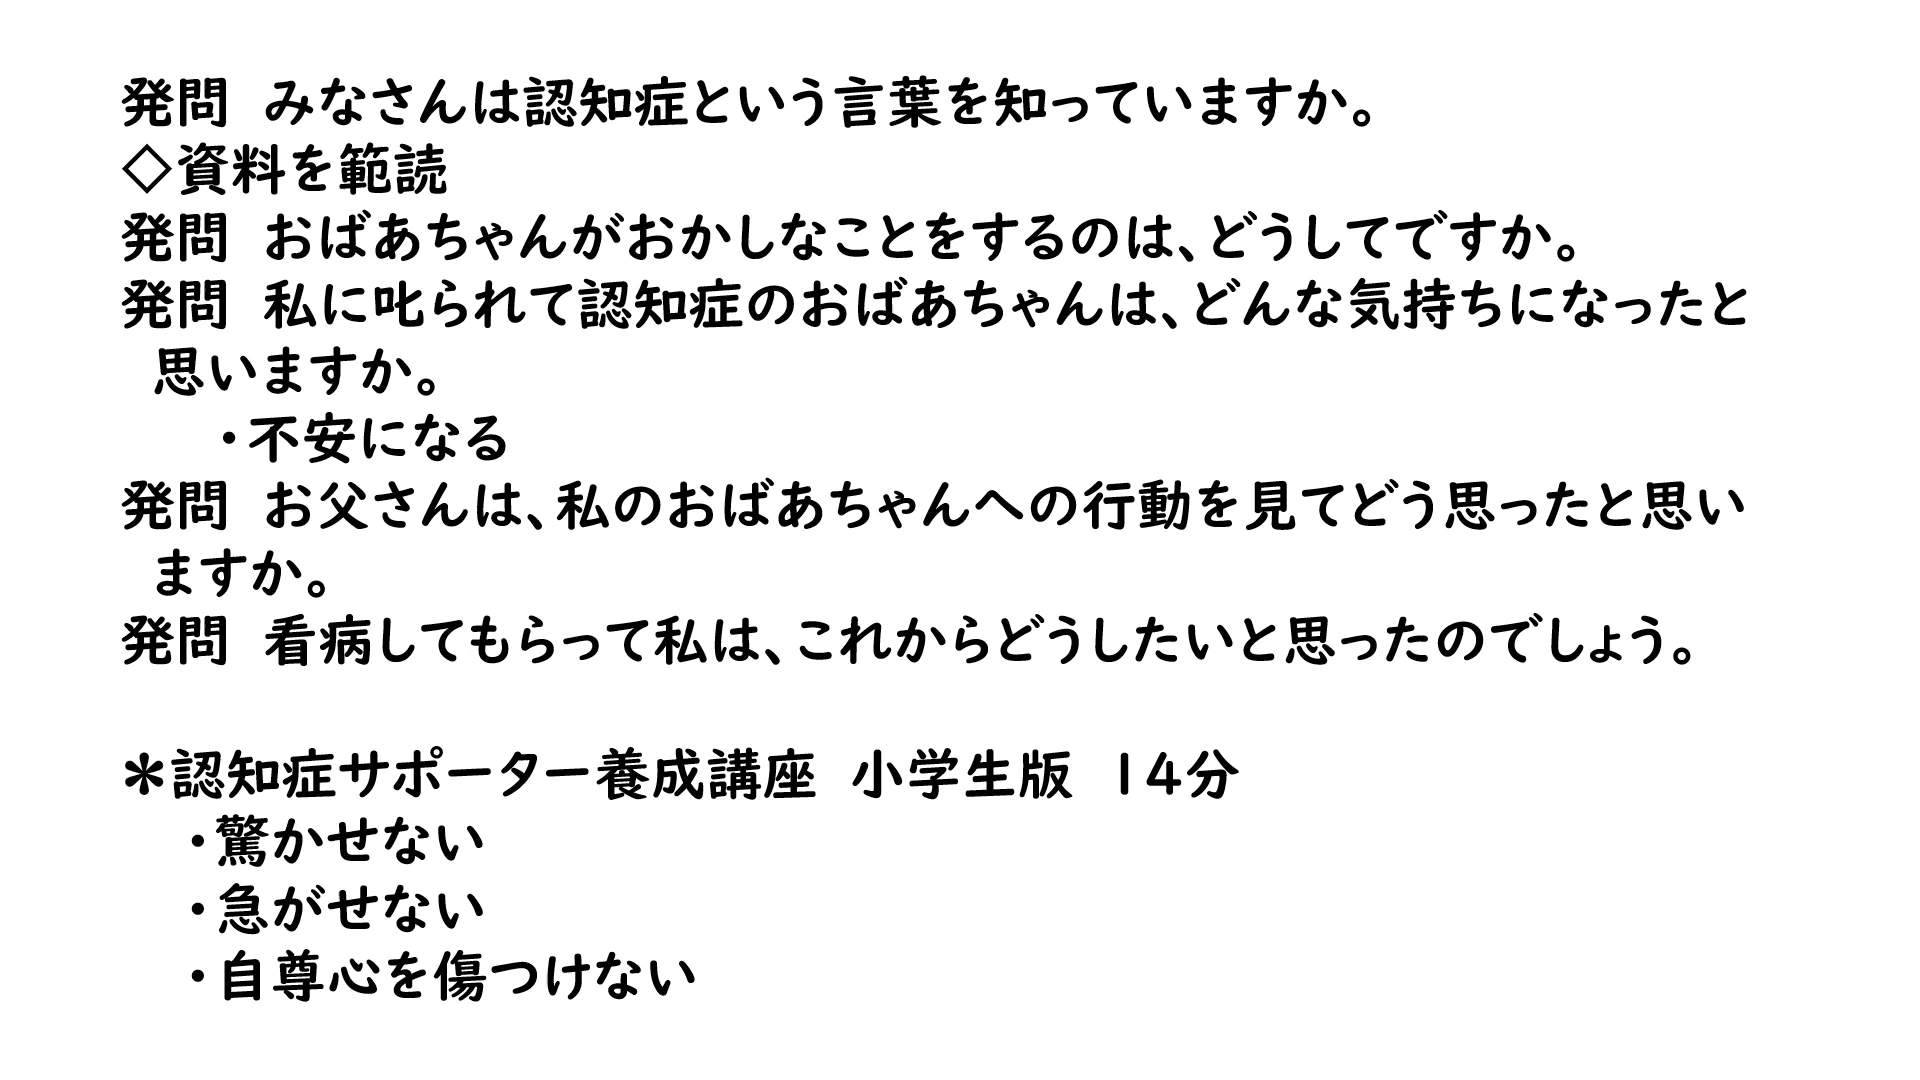 発問　みなさんは認知症という言葉を知っていますか。
◇資料を範読
発問　おばあちゃんがおかしなことをするのは、どうしてですか。
発問　私に叱られて認知症のおばあちゃんは、どんな気持ちになったと
思いますか。
・不安になる
発問　お父さんは、私のおばあちゃんへの行動を見てどう思ったと思い
ますか。
発問　看病してもらって私は、これからどうしたいと思ったのでしょう。
＊認知症サポーター養成講座　小学生版　14分
・驚かせない
・急がせない
・自尊心を傷つけない